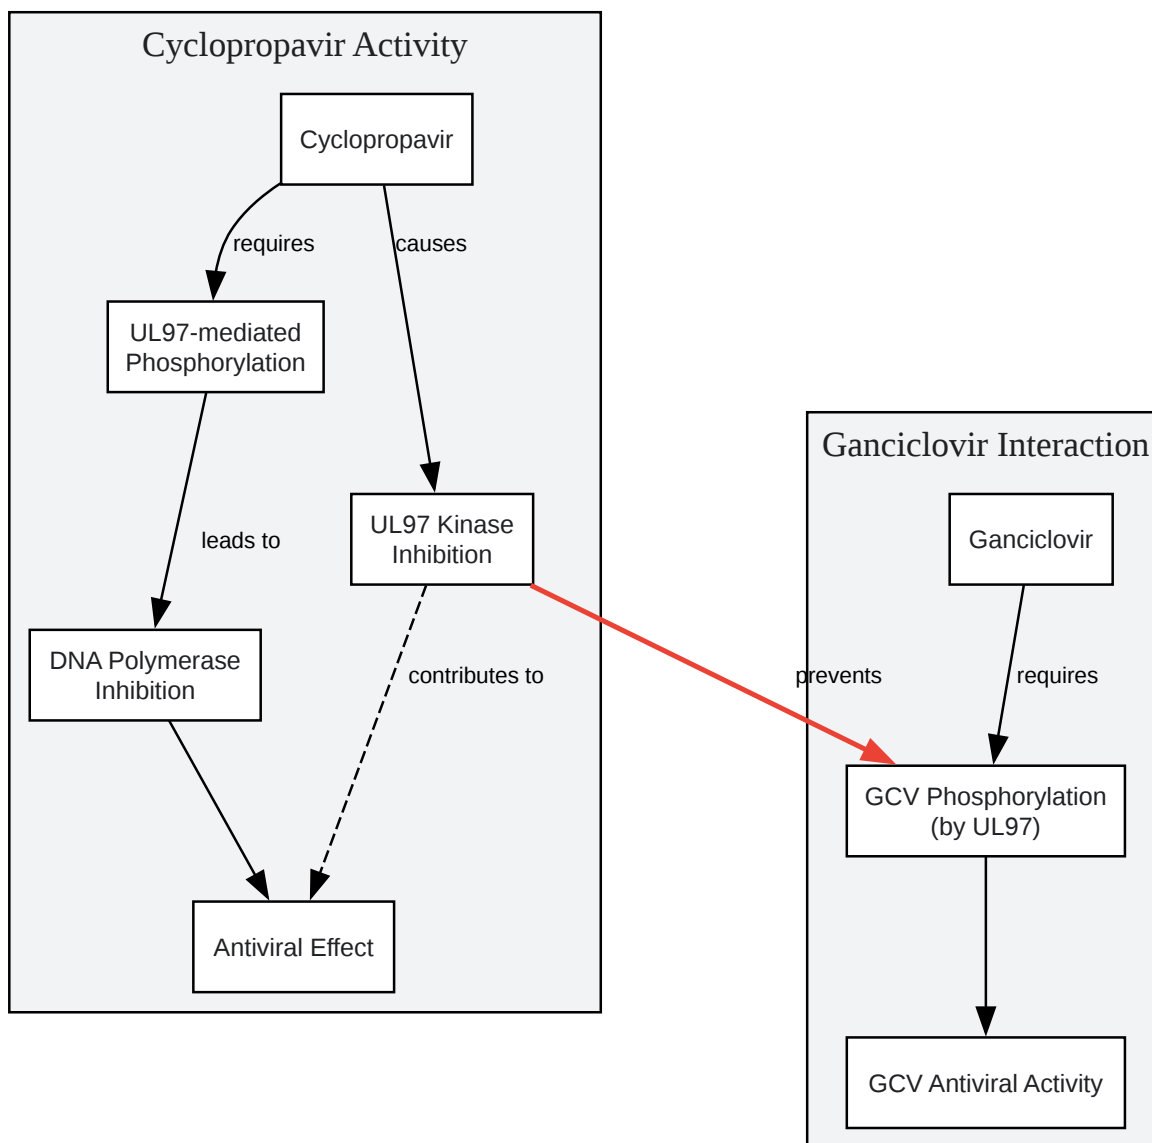 Cyclopropavir Activity
Cyclopropavir
requires
causes
UL97-mediated
Phosphorylation
leads to
UL97 Kinase
Inhibition
DNA Polymerase
Inhibition
contributes to
Antiviral Effect
prevents
Ganciclovir Interaction
Ganciclovir
requires
GCV Phosphorylation
(by UL97)
GCV Antiviral Activity